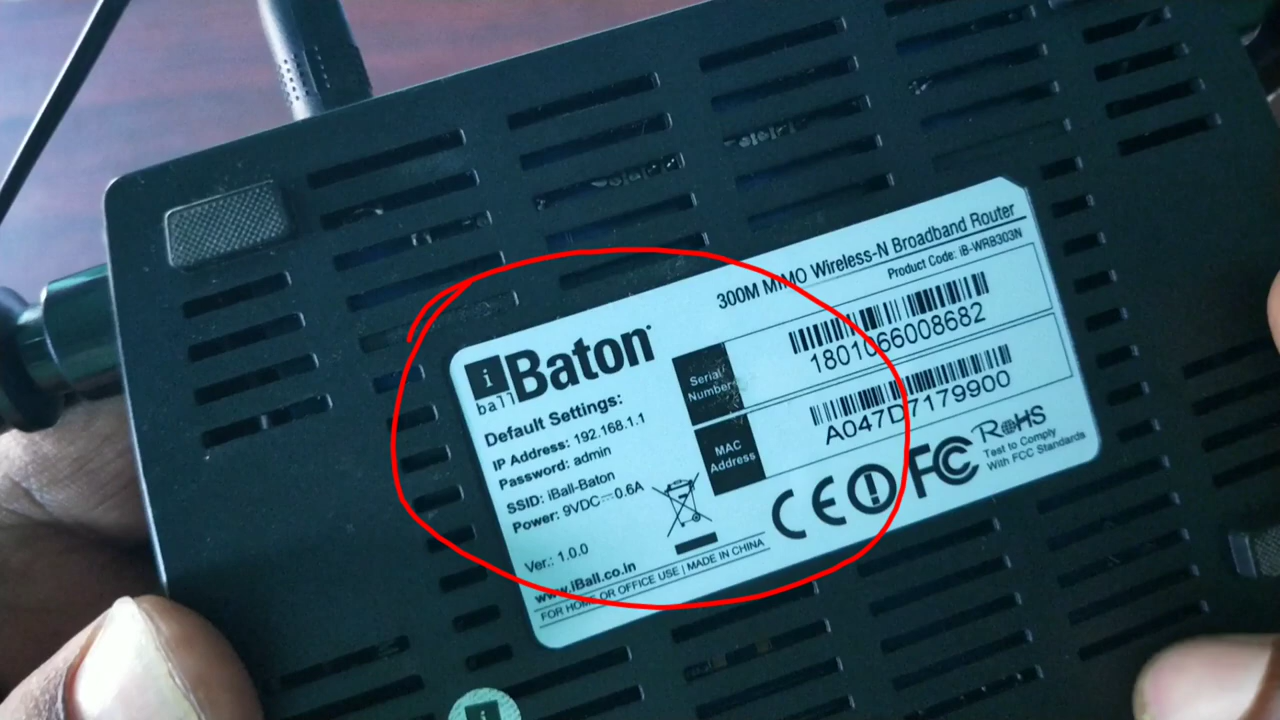 300M MIMO Wireless-N Broadband Router
Product Code: iB-WRB303N
i
ball
Baton
Serial
Number
1801066008682
MAC
Address
A047D7179900
Default Settings:
IP Address: 192.168.1.1
Password: admin
SSID: iBall-Baton
Power: 9VDC⎓0.6A
Ver.: 1.0.0
www.iBall.co.in
FOR HOME OR OFFICE USE | MADE IN CHINA
CE
FC
RoHS
Test to Comply
With FCC Standards
i